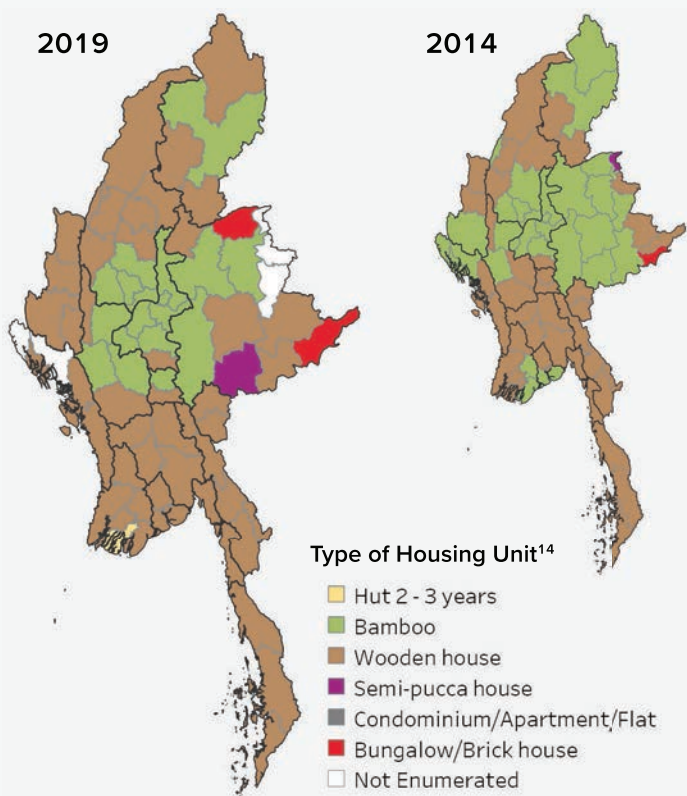 2019
2014
Type of Housing Unit14
Hut 2 - 3 years
Bamboo
Wooden house
Semi-pucca house
Condominium/Apartment/Flat
Bungalow/Brick house
Not Enumerated